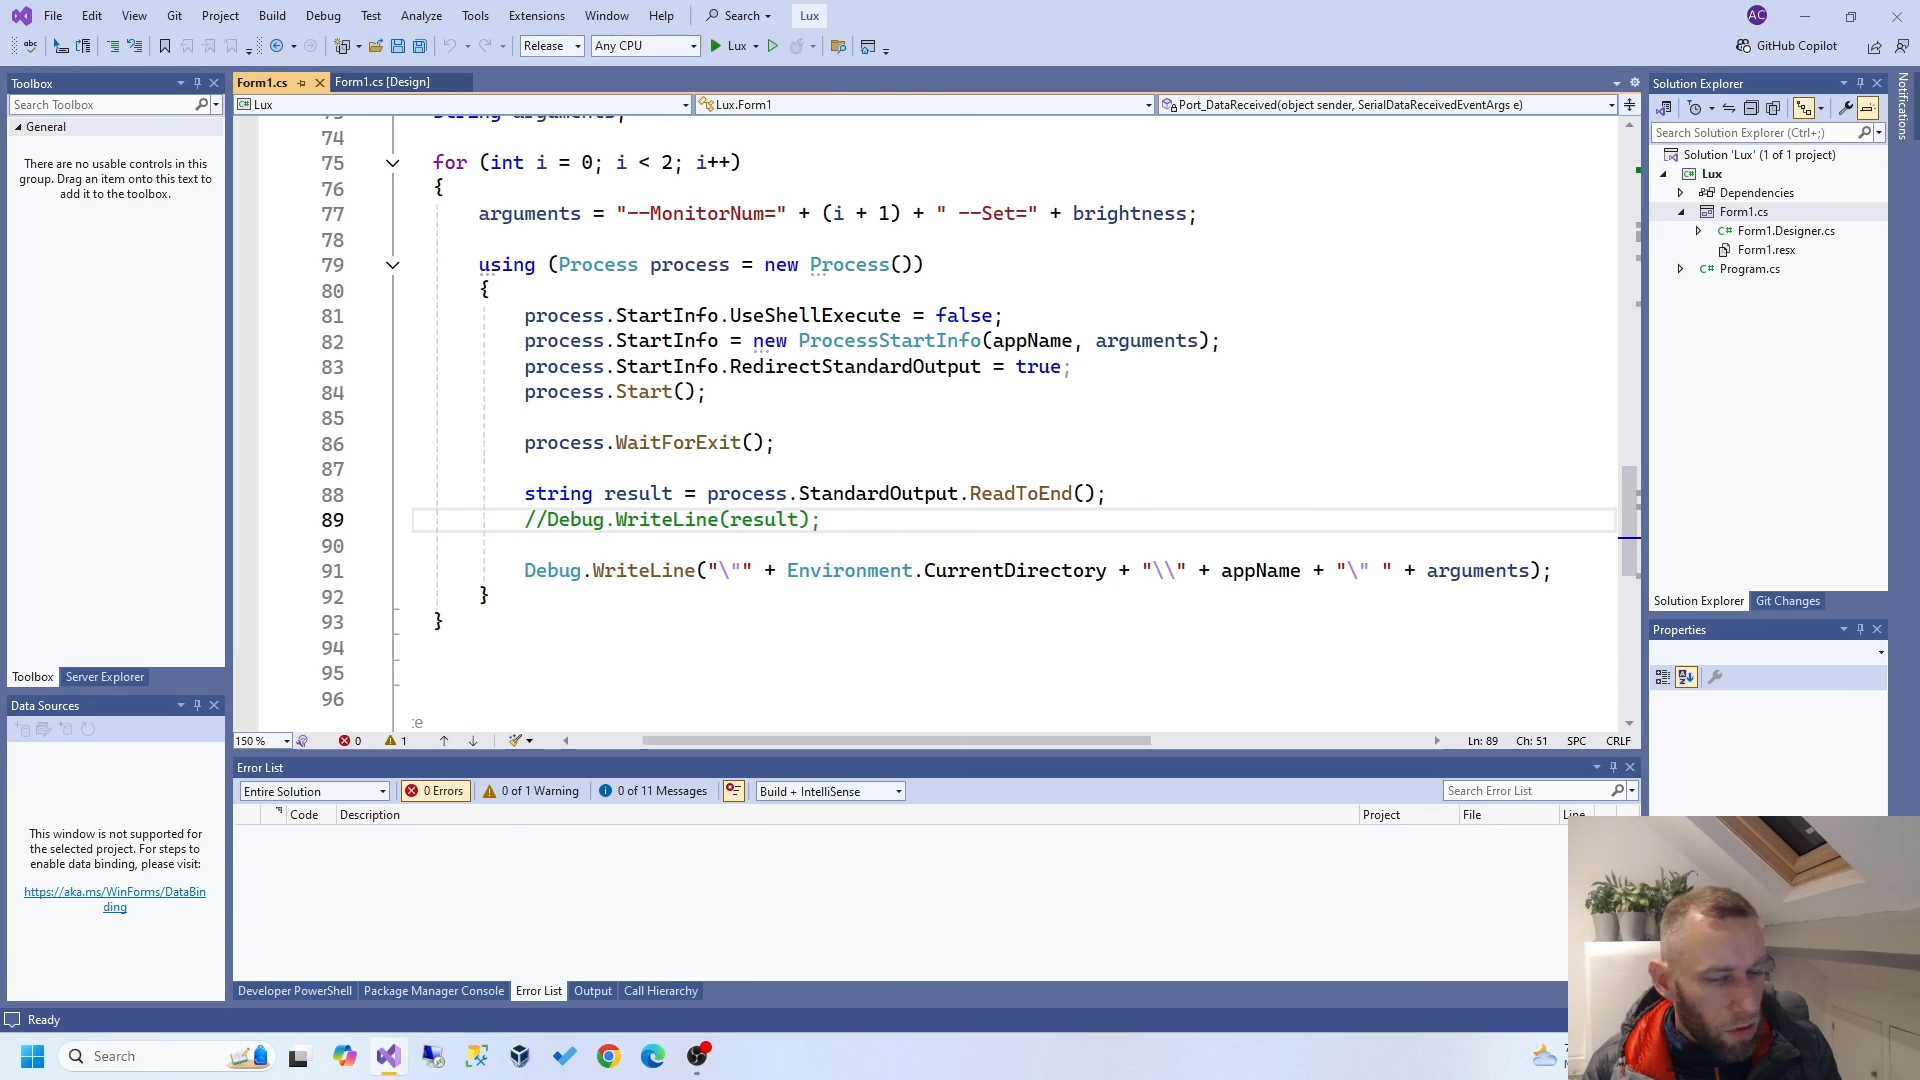 File Edit View Git Project Build Debug Test Analyze Tools Extensions Window Help Search Lux AC
abc Release Any CPU Lux GitHub Copilot
Toolbox
Search Toolbox
General
There are no usable controls in this
group. Drag an item onto this text to
add it to the toolbox.
Toolbox Server Explorer
Data Sources
This window is not supported for
the selected project. For steps to
enable data binding, please visit:
https://aka.ms/WinForms/DataBin
ding
Form1.cs Form1.cs [Design]
Lux Lux.Form1 Port_DataReceived(object sender, SerialDataReceivedEventArgs e)
74
75 for (int i = 0; i < 2; i++)
76 {
77 arguments = "--MonitorNum=" + (i + 1) + " --Set=" + brightness;
78
79 using (Process process = new Process())
80 {
81 process.StartInfo.UseShellExecute = false;
82 process.StartInfo = new ProcessStartInfo(appName, arguments);
83 process.StartInfo.RedirectStandardOutput = true;
84 process.Start();
85
86 process.WaitForExit();
87
88 string result = process.StandardOutput.ReadToEnd();
89 //Debug.WriteLine(result);
90
91 Debug.WriteLine("\"" + Environment.CurrentDirectory + "\\" + appName + "\" " + arguments);
92 }
93 }
94
95
96
150 % 0 1 Ln: 89 Ch: 51 SPC CRLF
Error List
Entire Solution 0 Errors 0 of 1 Warning 0 of 11 Messages Build + IntelliSense Search Error List
Code Description Project File Line
Developer PowerShell Package Manager Console Error List Output Call Hierarchy
Solution Explorer
Search Solution Explorer (Ctrl+;)
Solution 'Lux' (1 of 1 project)
Lux
Dependencies
Form1.cs
C# Form1.Designer.cs
Form1.resx
C# Program.cs
Solution Explorer Git Changes
Properties
Notifications
Ready
Search